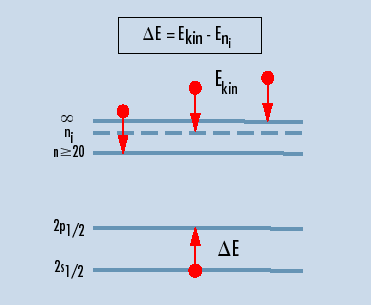 ΔE = E_kin - E_n_i
E_kin
∞
n_i
n ≥ 20
2p_1/2
ΔE
2s_1/2